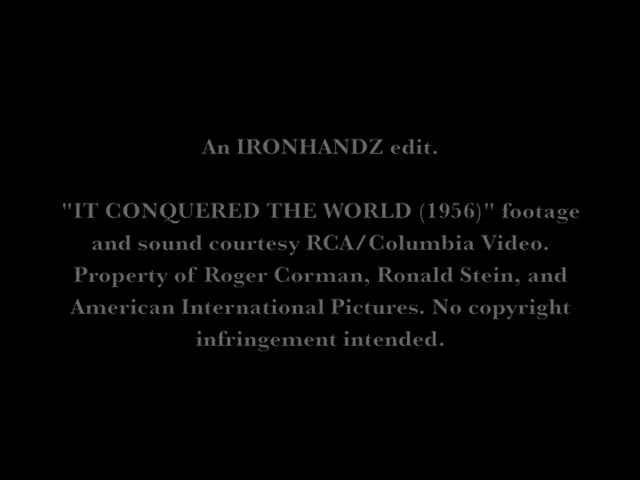 An IRONHANDZ edit.
"IT CONQUERED THE WORLD (1956)" footage
and sound courtesy RCA/Columbia Video.
Property of Roger Corman, Ronald Stein, and
American International Pictures. No copyright
infringement intended.